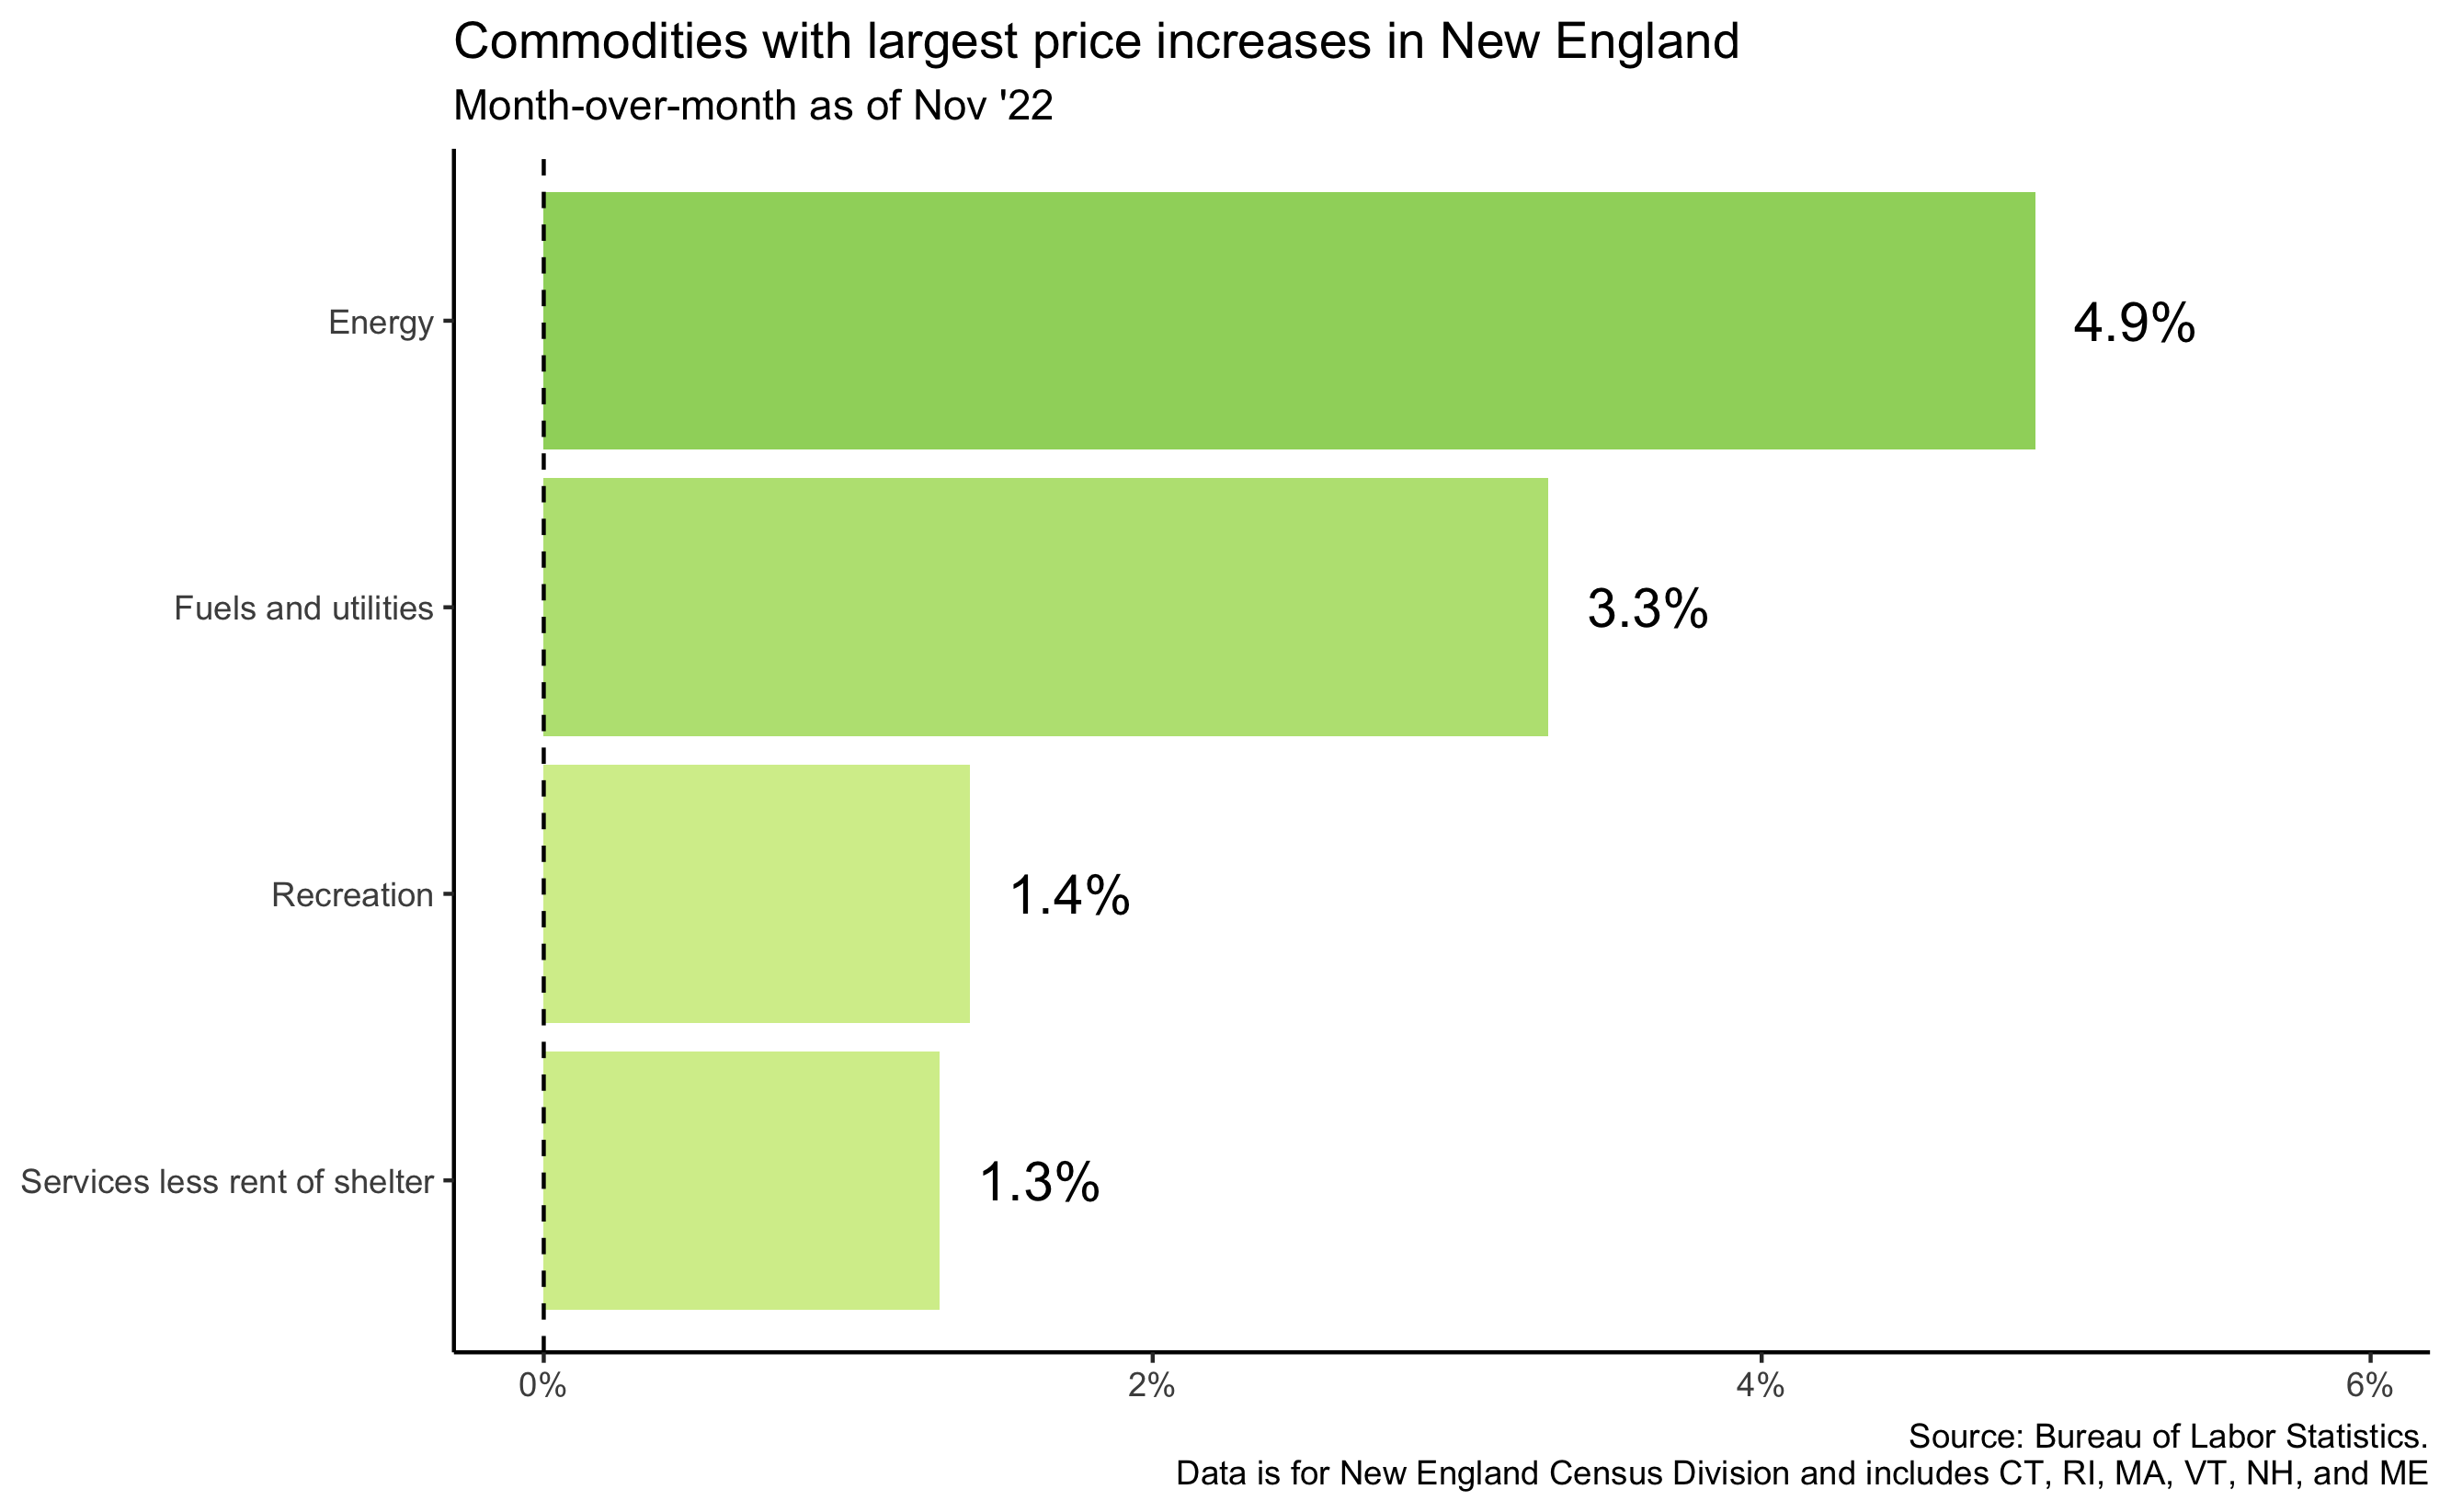 Commodities with largest price increases in New England
Month-over-month as of Nov '22
Energy
4.9%
Fuels and utilities
3.3%
Recreation
1.4%
Services less rent of shelter
1.3%
0%
2%
4%
6%
Source: Bureau of Labor Statistics.
Data is for New England Census Division and includes CT, RI, MA, VT, NH, and ME